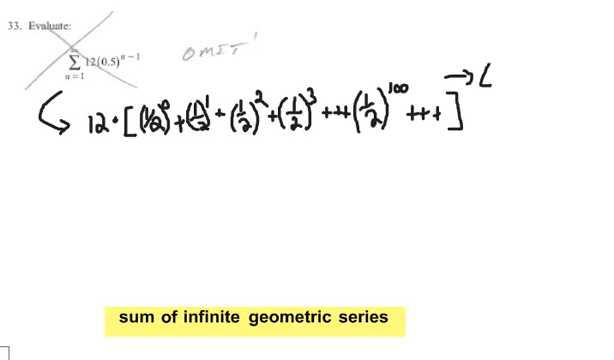 33. Evaluate:
∞
∑ 12(0.5)^(n−1)
n=1
OMIT
12·[(1/2)^0+(1/2)^1+(1/2)^2+(1/2)^3+++(1/2)^100+++] → L
sum of infinite geometric series